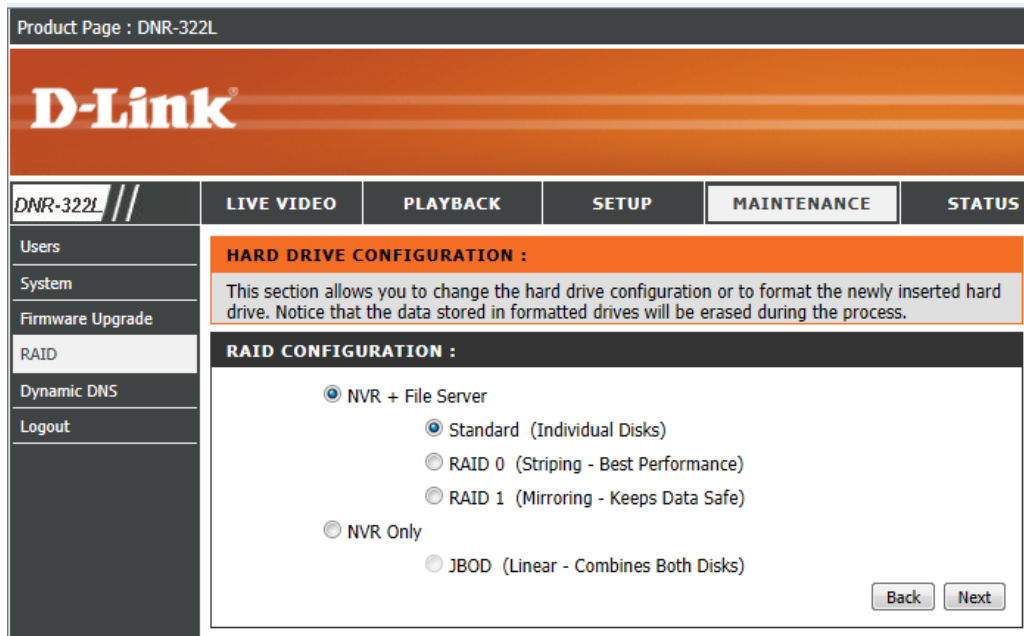 Product Page : DNR-322L
D-Link®
DNR-322L
LIVE VIDEO
PLAYBACK
SETUP
MAINTENANCE
STATUS
Users
System
Firmware Upgrade
RAID
Dynamic DNS
Logout
HARD DRIVE CONFIGURATION :
This section allows you to change the hard drive configuration or to format the newly inserted hard
drive. Notice that the data stored in formatted drives will be erased during the process.
RAID CONFIGURATION :
NVR + File Server
Standard (Individual Disks)
RAID 0 (Striping - Best Performance)
RAID 1 (Mirroring - Keeps Data Safe)
NVR Only
JBOD (Linear - Combines Both Disks)
Back
Next